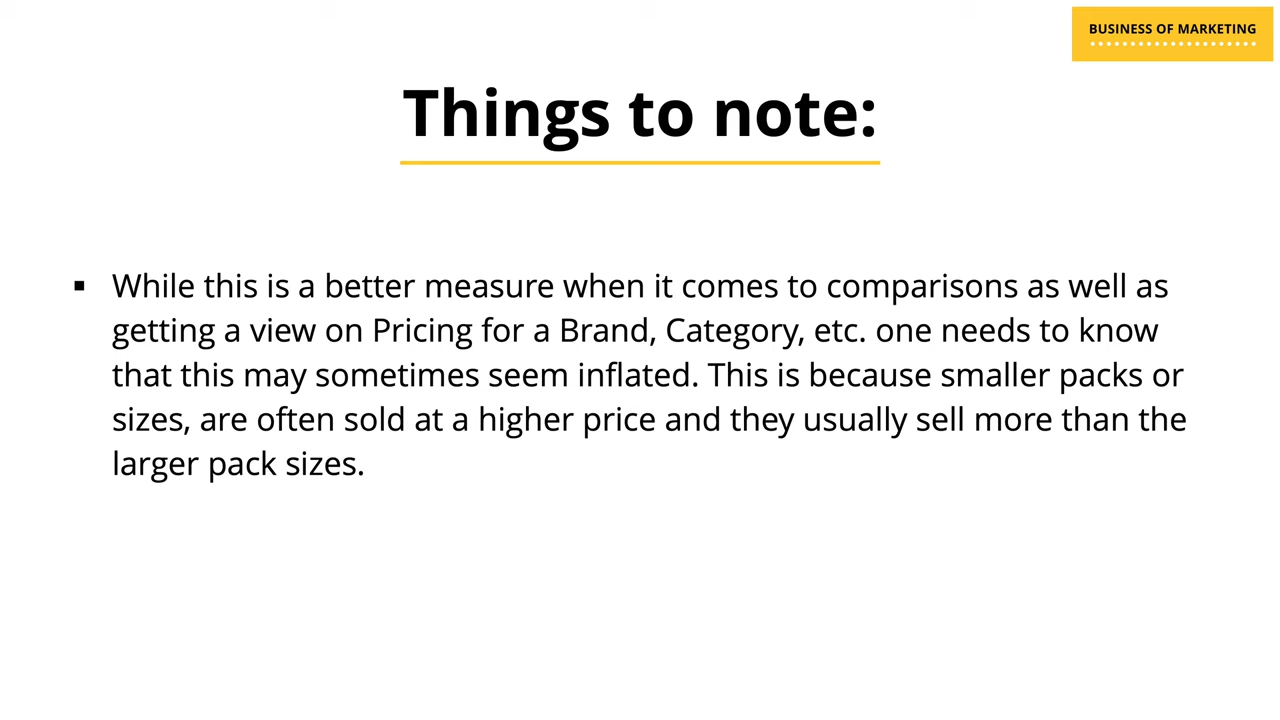 BUSINESS OF MARKETING
Things to note:
▪ While this is a better measure when it comes to comparisons as well as
getting a view on Pricing for a Brand, Category, etc. one needs to know
that this may sometimes seem inflated. This is because smaller packs or
sizes, are often sold at a higher price and they usually sell more than the
larger pack sizes.